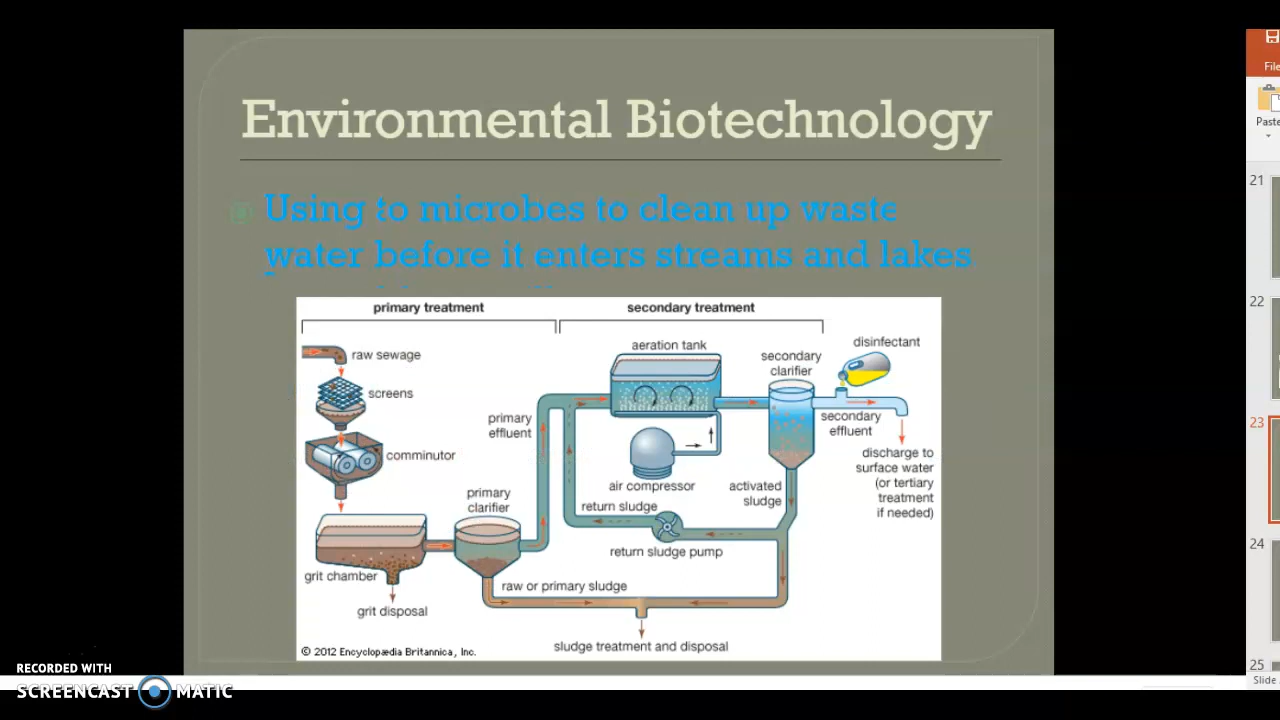 Environmental Biotechnology
Using to microbes to clean up waste
water before it enters streams and lakes
primary treatment
secondary treatment
raw sewage
screens
comminutor
grit chamber
grit disposal
primary
clarifier
primary
effluent
raw or primary sludge
aeration tank
air compressor
return sludge
return sludge pump
activated
sludge
secondary
clarifier
disinfectant
secondary
effluent
discharge to
surface water
(or tertiary
treatment
if needed)
sludge treatment and disposal
© 2012 Encyclopædia Britannica, Inc.
RECORDED WITH
SCREENCAST MATIC
File
Paste
21
22
23
24
25
Slide